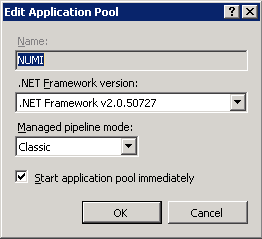 Edit Application Pool
Name:
NUMI
.NET Framework version:
.NET Framework v2.0.50727
Managed pipeline mode:
Classic
Start application pool immediately
OK
Cancel